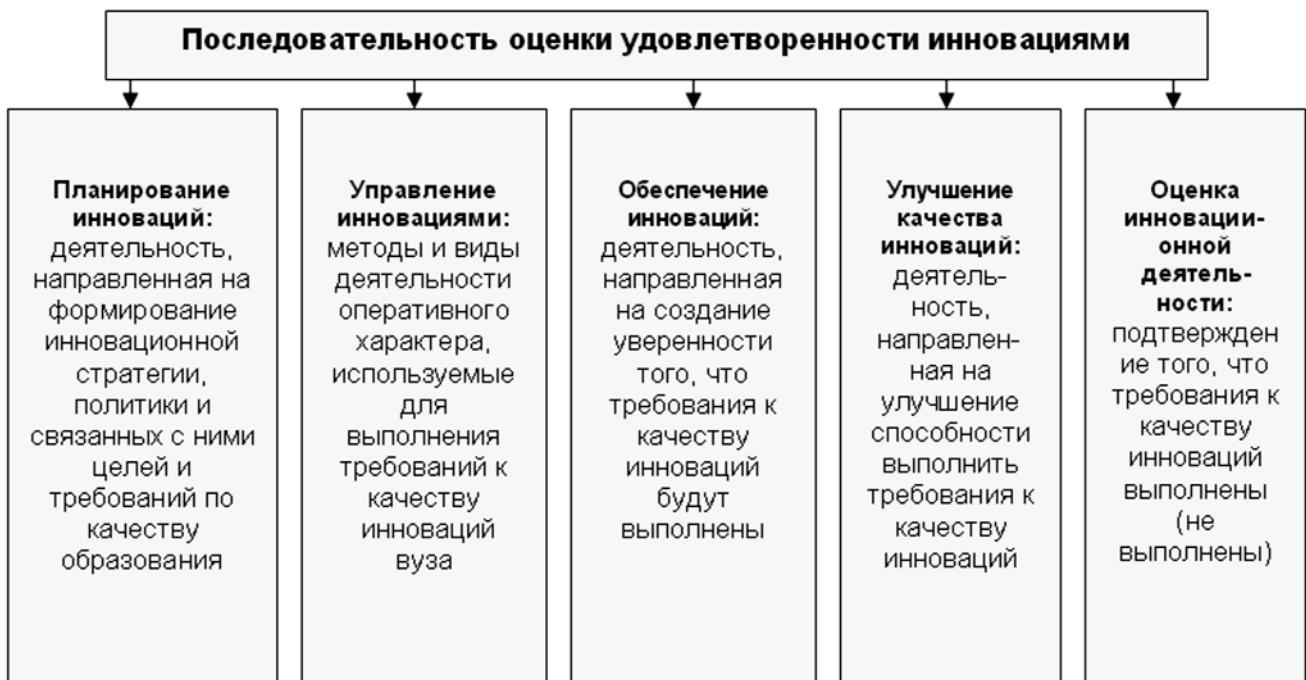 Последовательность оценки удовлетворенности инновациями
Планирование
инноваций:
деятельность,
направленная на
формирование
инновационной
стратегии,
политики и
связанных с ними
целей и
требований по
качеству
образования
Управление
инновациями:
методы и виды
деятельности
оперативного
характера,
используемые
для
выполнения
требований к
качеству
инноваций
вуза
Обеспечение
инноваций:
деятельность,
направленная
на создание
уверенности
того, что
требования к
качеству
инноваций
будут
выполнены
Улучшение
качества
инноваций:
деятель-
ность,
направлен-
ная на
улучшение
способности
выполнить
требования к
качеству
инноваций
Оценка
инноваци-
онной
деятель-
ности:
подтвержден
ие того, что
требования к
качеству
инноваций
выполнены
(не
выполнены)